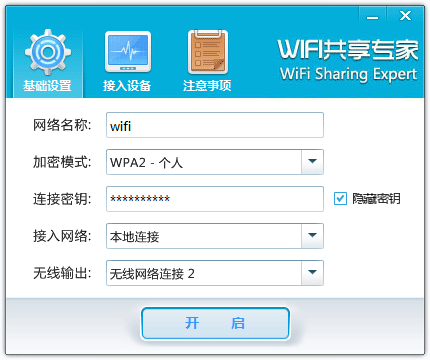 WIFI共享专家
WiFi Sharing Expert
基础设置 接入设备 注意事项
网络名称: wifi
加密模式: WPA2 - 个人
连接密钥: ********** 隐藏密钥
接入网络: 本地连接
无线输出: 无线网络连接 2
开 启